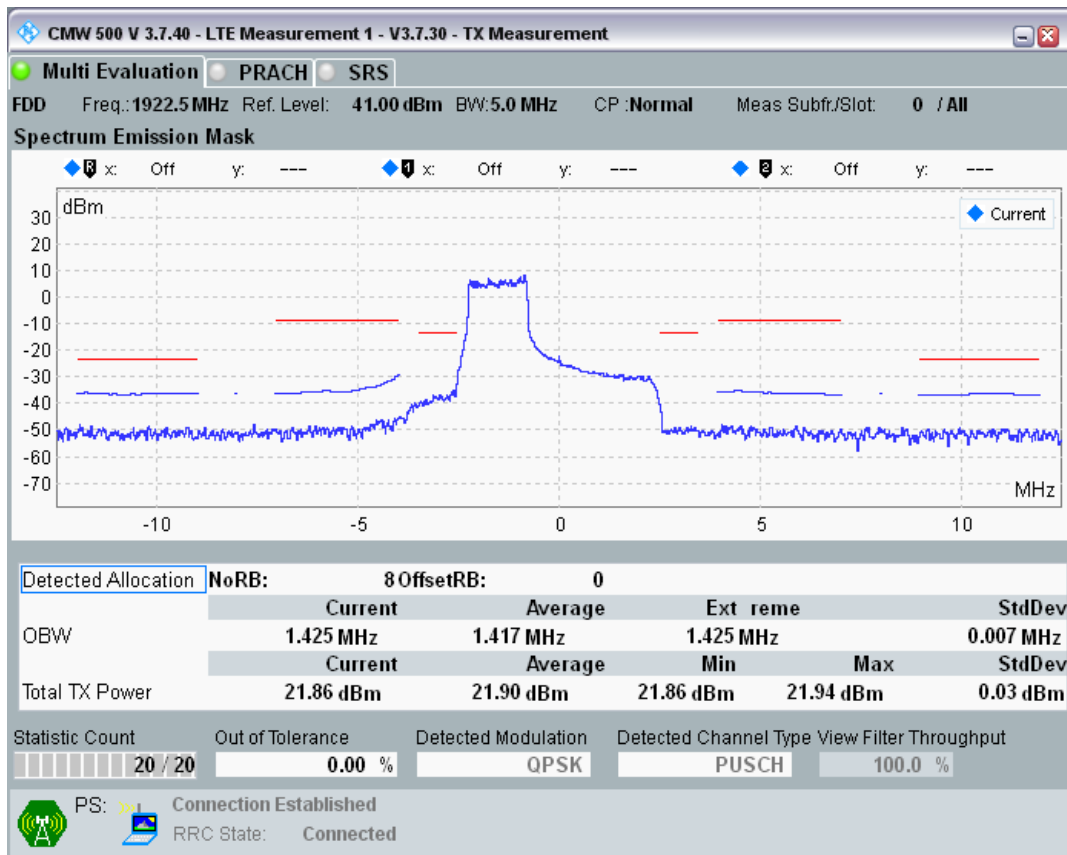 CMW 500 V 3.7.40 - LTE Measurement 1 - V3.7.30 - TX Measurement
Multi Evaluation PRACH SRS
FDD Freq.: 1922.5 MHz Ref. Level: 41.00 dBm BW: 5.0 MHz CP : Normal Meas Subfr./Slot: 0 / All
Spectrum Emission Mask
R x: Off y: --- 1 x: Off y: --- 2 x: Off y: ---
dBm
Current
30
20
10
0
-10
-20
-30
-40
-50
-60
-70
MHz
-10 -5 0 5 10
Detected Allocation NoRB: 8 OffsetRB: 0
Current Average Ext reme StdDev
OBW 1.425 MHz 1.417 MHz 1.425 MHz 0.007 MHz
Current Average Min Max StdDev
Total TX Power 21.86 dBm 21.90 dBm 21.86 dBm 21.94 dBm 0.03 dBm
Statistic Count Out of Tolerance Detected Modulation Detected Channel Type View Filter Throughput
20 / 20 0.00 % QPSK PUSCH 100.0 %
PS: Connection Established
RRC State: Connected